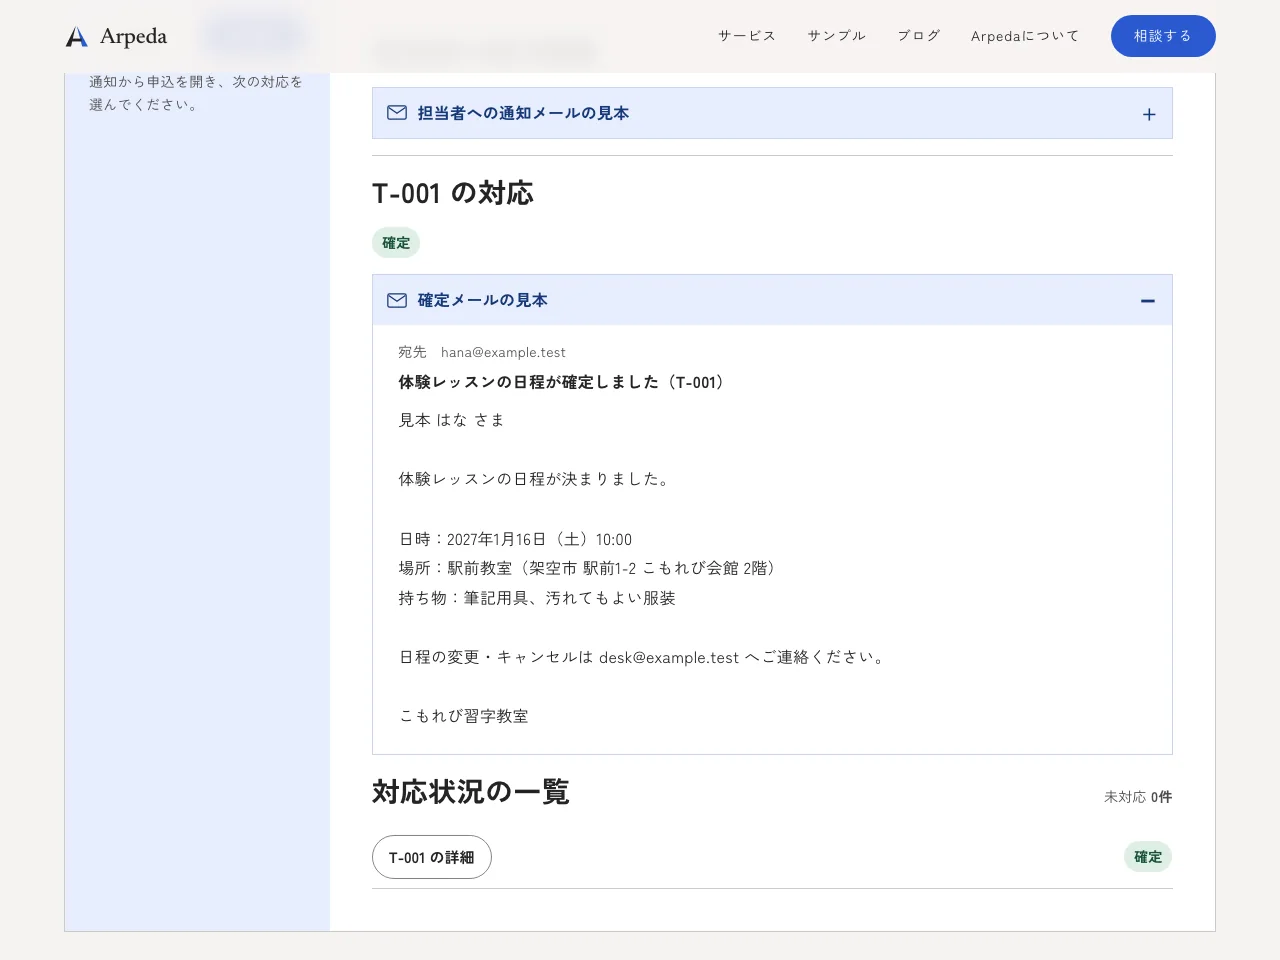 Arpeda
サービス
サンプル
ブログ
Arpedaについて
相談する
通知から申込を開き、次の対応を
選んでください。
担当者への通知メールの見本
T-001 の対応
確定
確定メールの見本
宛先 hana@example.test
体験レッスンの日程が確定しました（T-001）
見本 はな さま
体験レッスンの日程が決まりました。
日時：2027年1月16日（土）10:00
場所：駅前教室（架空市 駅前1-2 こもれび会館 2階）
持ち物：筆記用具、汚れてもよい服装
日程の変更・キャンセルは desk@example.test へご連絡ください。
こもれび習字教室
対応状況の一覧
未対応 0件
T-001 の詳細
確定